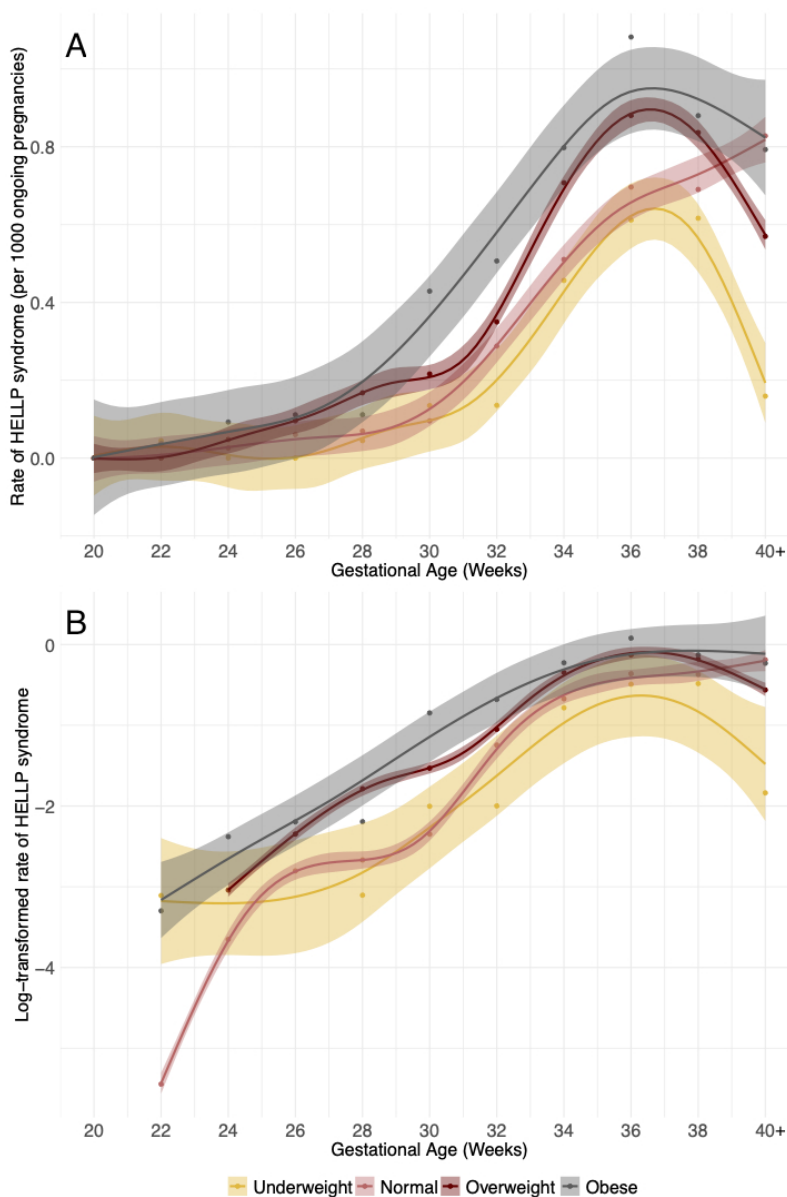 A
Rate of HELLP syndrome (per 1000 ongoing pregnancies)
0.8
0.4
0.0
20 22 24 26 28 30 32 34 36 38 40+
Gestational Age (Weeks)
B
Log−transformed rate of HELLP syndrome
0
−2
−4
20 22 24 26 28 30 32 34 36 38 40+
Gestational Age (Weeks)
Underweight Normal Overweight Obese